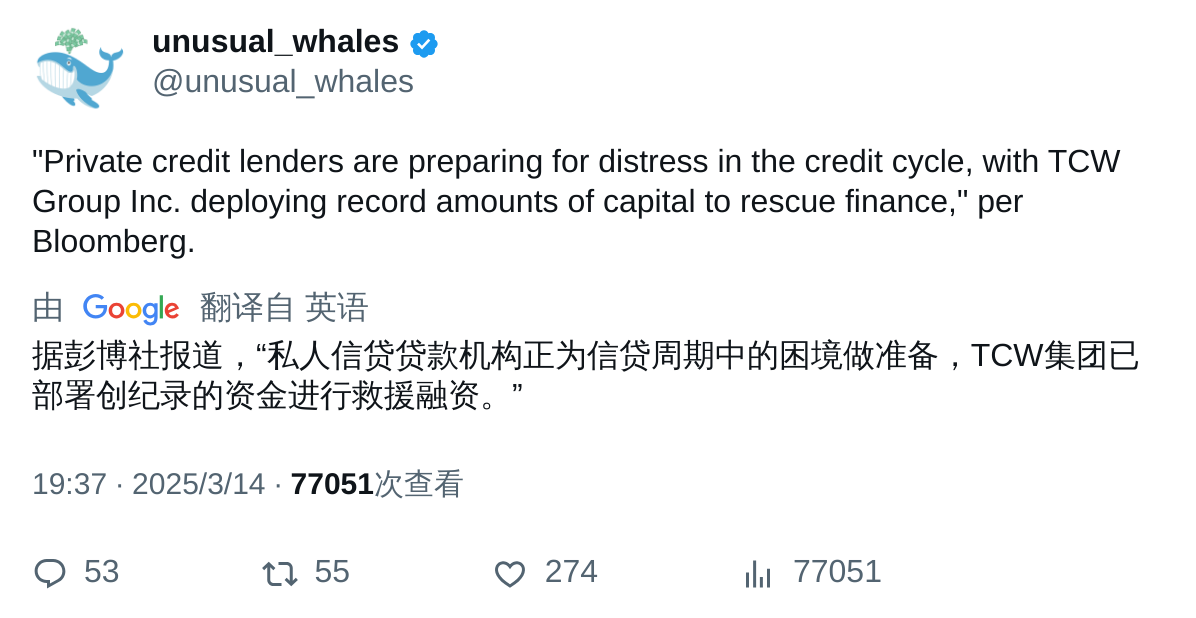 unusual_whales
@unusual_whales
"Private credit lenders are preparing for distress in the credit cycle, with TCW
Group Inc. deploying record amounts of capital to rescue finance," per
Bloomberg.
由 Google 翻译自 英语
据彭博社报道，“私人信贷贷款机构正为信贷周期中的困境做准备，TCW集团已
部署创纪录的资金进行救援融资。”
19:37 · 2025/3/14 · 77051次查看
53 55 274 77051